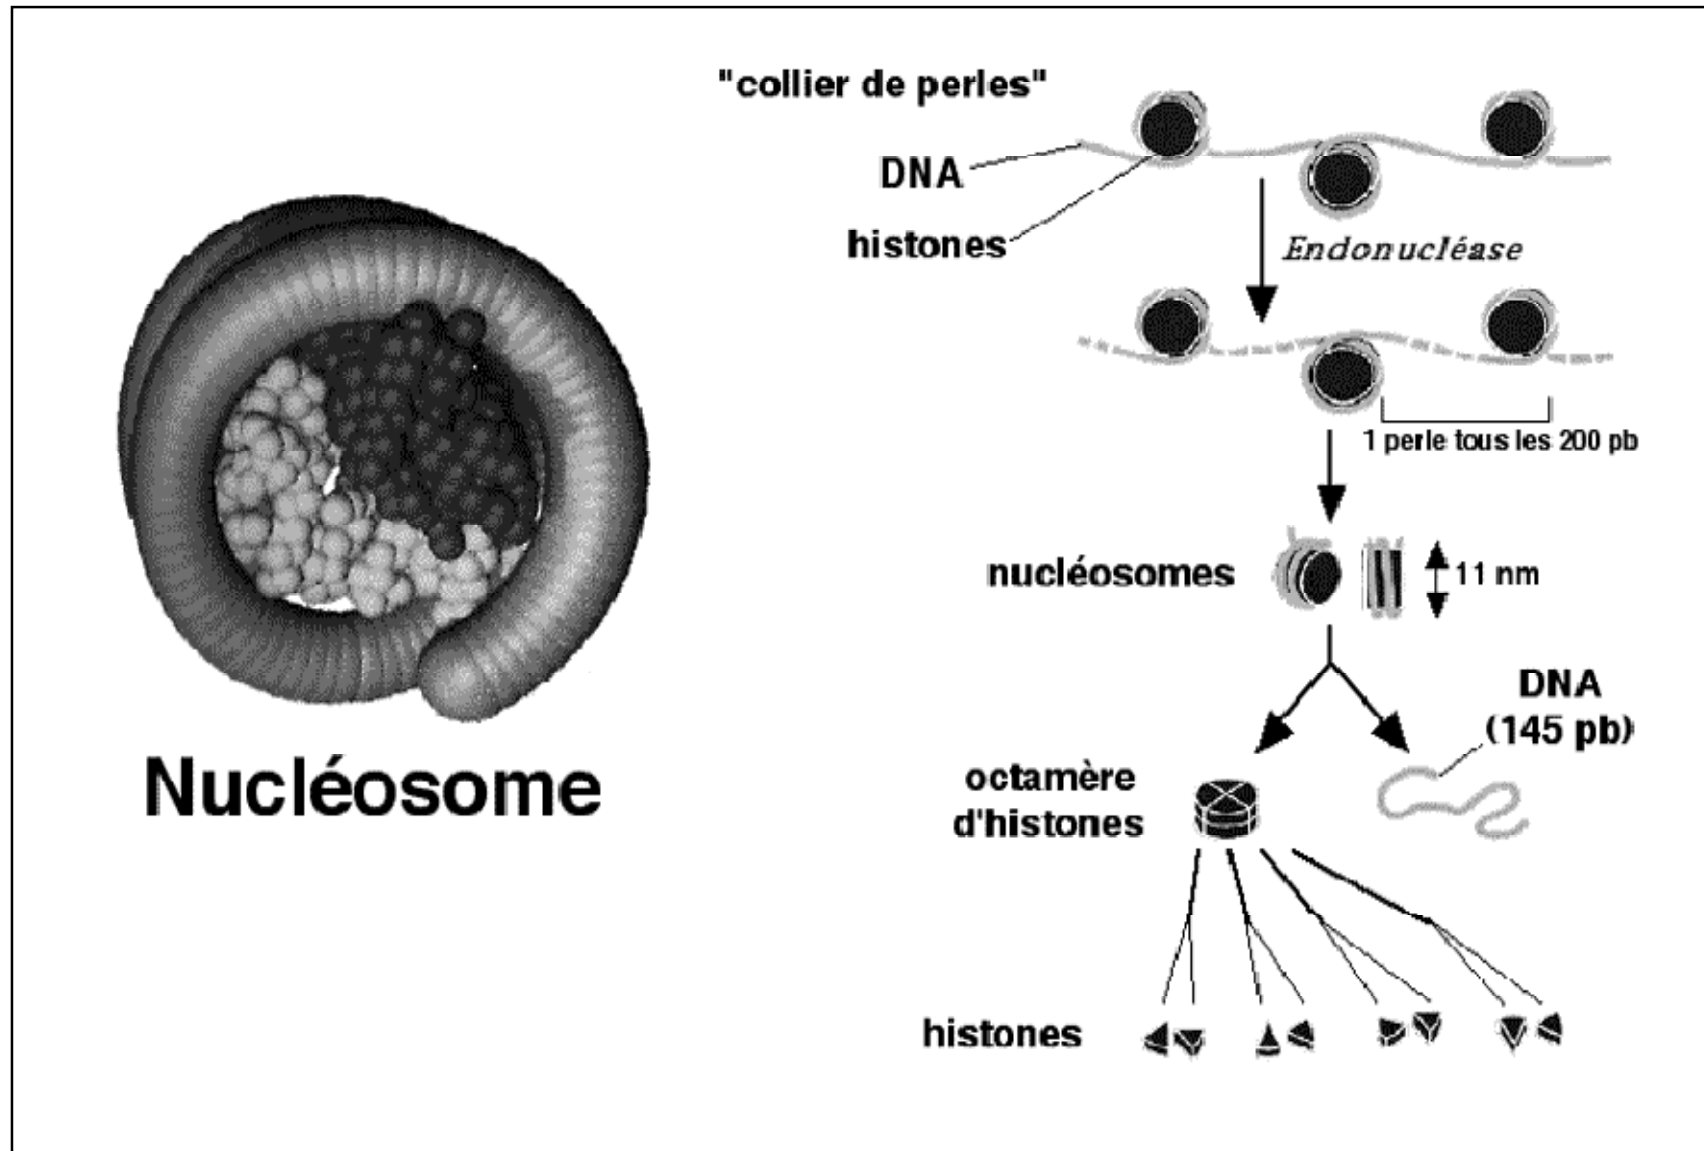 "collier de perles"
DNA
histones
Endonucléase
1 perle tous les 200 pb
nucléosomes
11 nm
DNA
(145 pb)
octamère
d'histones
histones
Nucléosome